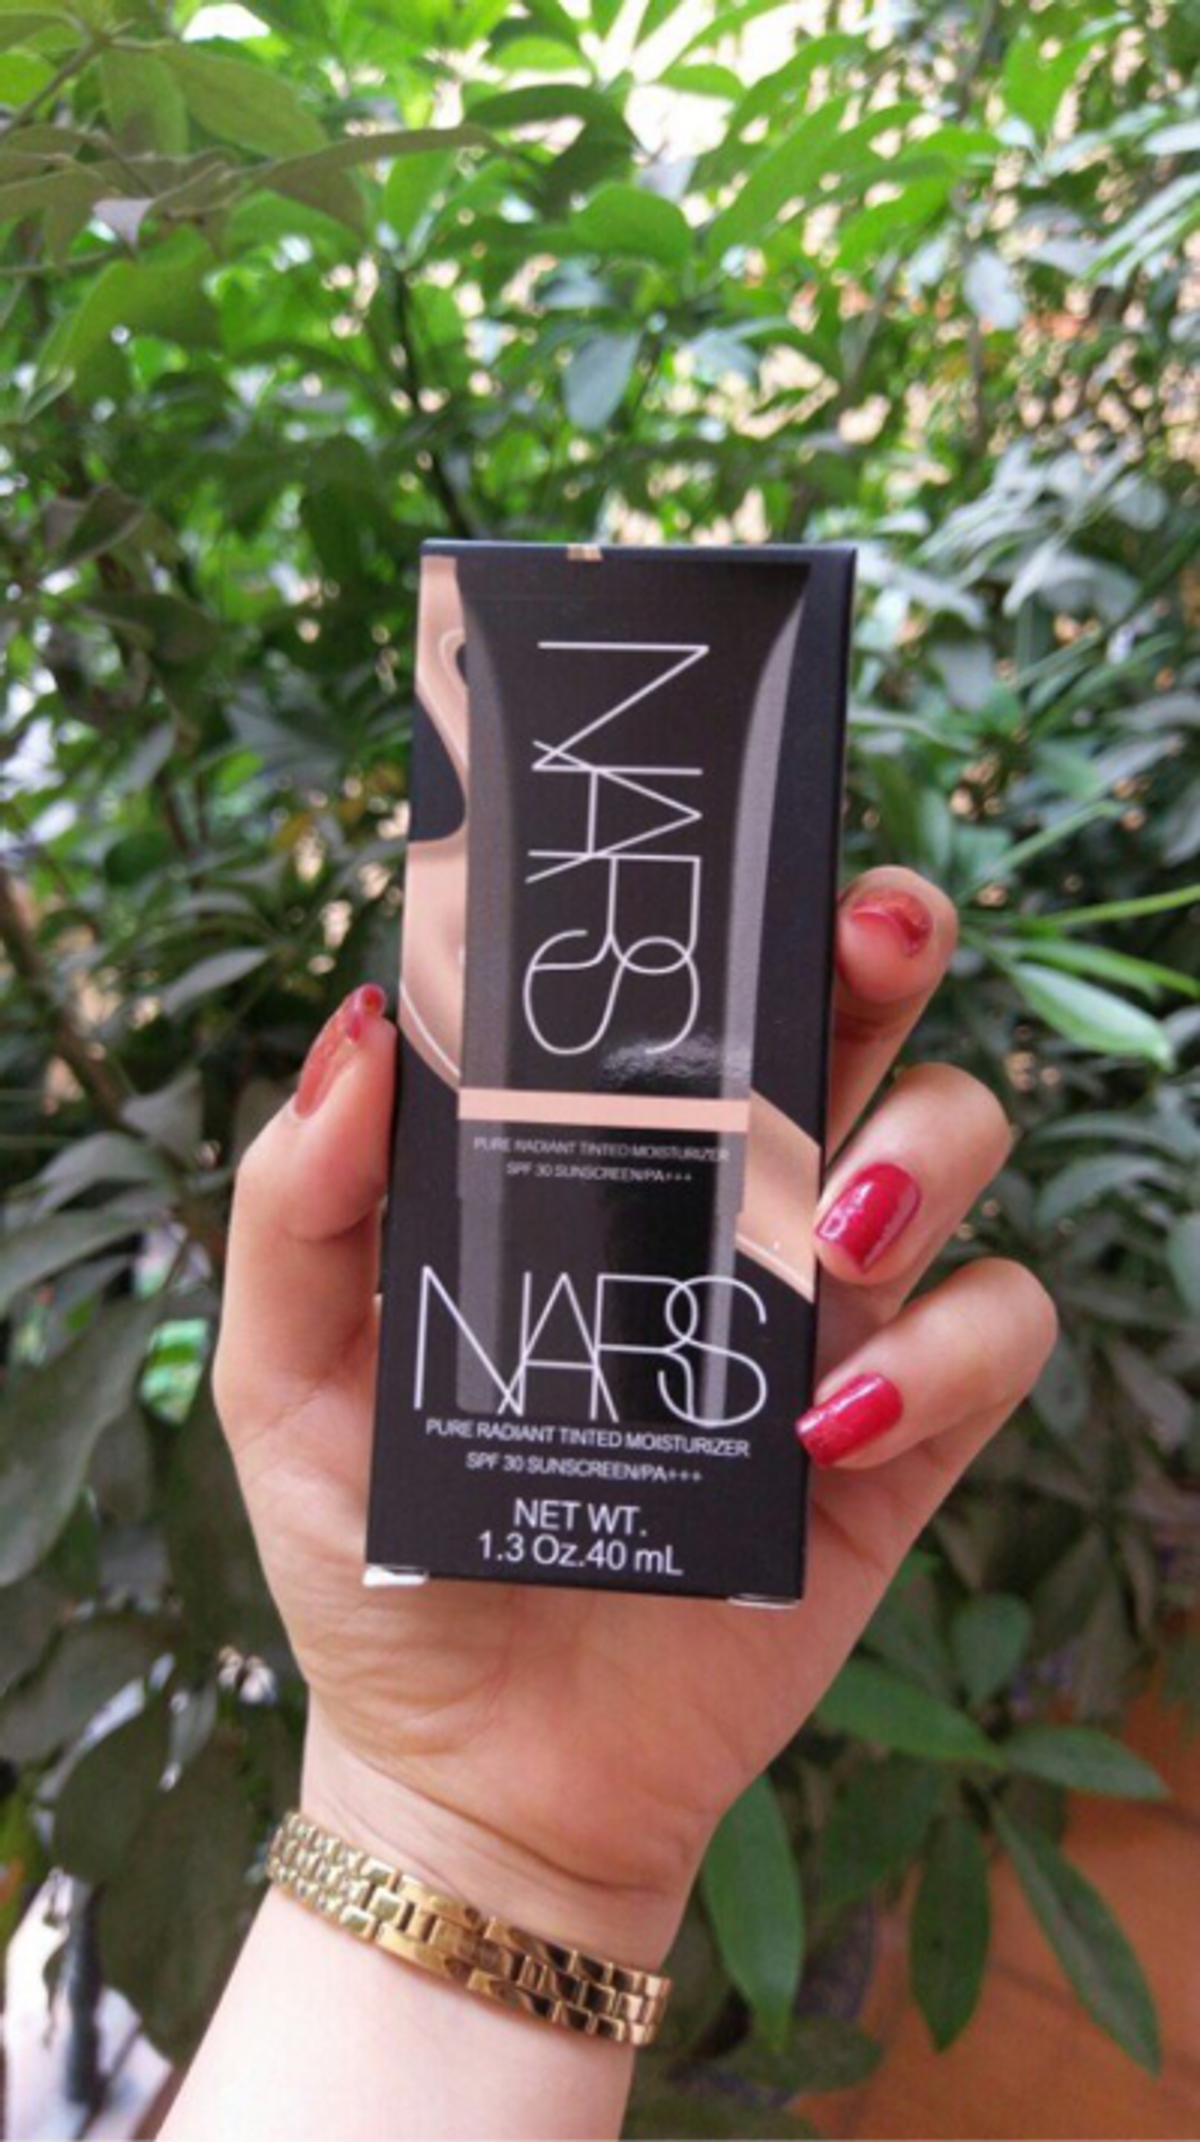 NARS
PURE RADIANT TINTED MOISTURIZER
SPF 30 SUNSCREEN/PA+++
NARS
PURE RADIANT TINTED MOISTURIZER
SPF 30 SUNSCREEN/PA+++
NET WT.
1.3 Oz.40 mL